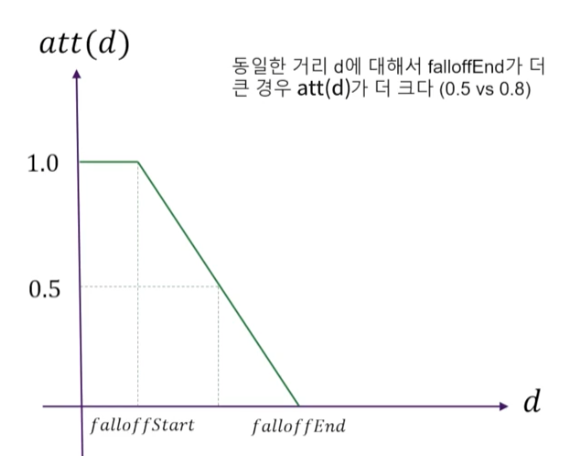 att(d)
동일한 거리 d에 대해서 falloffEnd가 더
큰 경우 att(d)가 더 크다 (0.5 vs 0.8)
1.0
0.5
d
falloffStart
falloffEnd